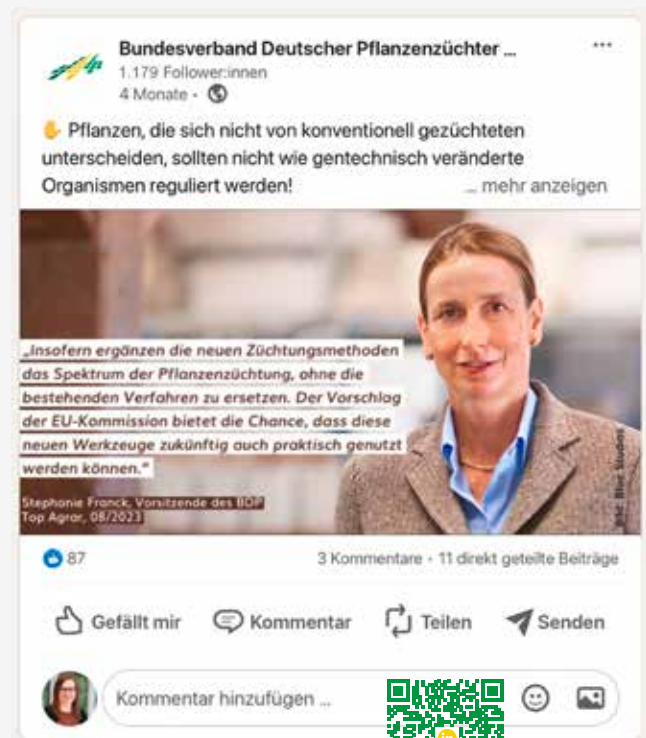 Bundesverband Deutscher Pflanzenzüchter ...
1.179 Follower:innen
4 Monate •
Pflanzen, die sich nicht von konventionell gezüchteten
unterscheiden, sollten nicht wie gentechnisch veränderte
Organismen reguliert werden!
... mehr anzeigen
„Insofern ergänzen die neuen Züchtungsmethoden
das Spektrum der Pflanzenzüchtung, ohne die
bestehenden Verfahren zu ersetzen. Der Vorschlag
der EU-Kommission bietet die Chance, dass diese
neuen Werkzeuge zukünftig auch praktisch genutzt
werden können."
Stephanie Franck, Vorsitzende des BDP
Top Agrar, 08/2023
Bild: Blue Studios
87
3 Kommentare • 11 direkt geteilte Beiträge
Gefällt mir
Kommentar
Teilen
Senden
Kommentar hinzufügen ...